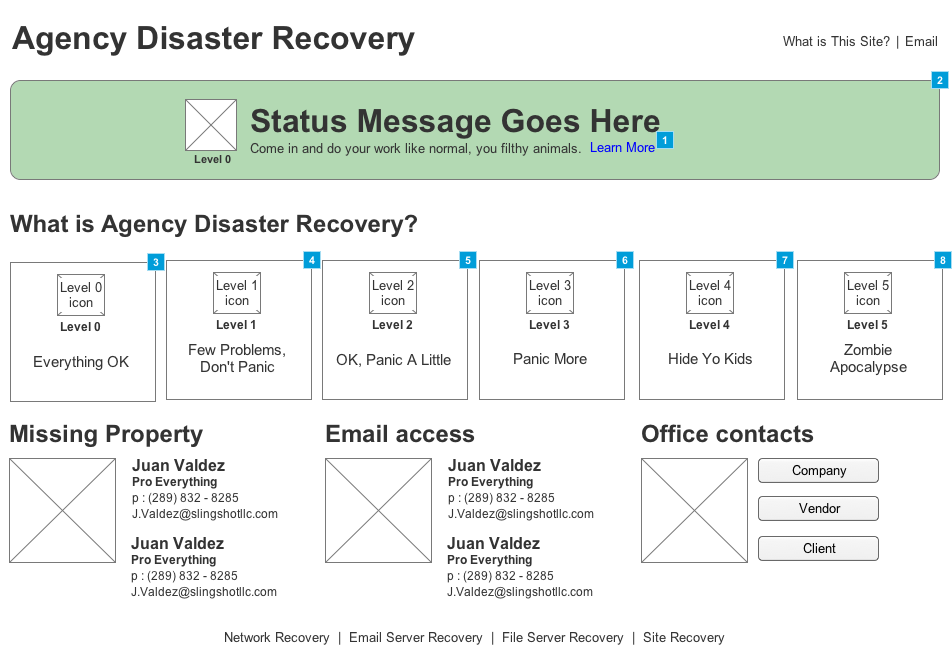 Agency Disaster Recovery
What is This Site? | Email
2
Status Message Goes Here
Level 0
Come in and do your work like normal, you filthy animals. Learn More
1
What is Agency Disaster Recovery?
3
Level 0
icon
Level 0
Everything OK
4
Level 1
icon
Level 1
Few Problems,
Don't Panic
5
Level 2
icon
Level 2
OK, Panic A Little
6
Level 3
icon
Level 3
Panic More
7
Level 4
icon
Level 4
Hide Yo Kids
8
Level 5
icon
Level 5
Zombie
Apocalypse
Missing Property
Juan Valdez
Pro Everything
p : (289) 832 - 8285
J.Valdez@slingshotllc.com
Juan Valdez
Pro Everything
p : (289) 832 - 8285
J.Valdez@slingshotllc.com
Email access
Juan Valdez
Pro Everything
p : (289) 832 - 8285
J.Valdez@slingshotllc.com
Juan Valdez
Pro Everything
p : (289) 832 - 8285
J.Valdez@slingshotllc.com
Office contacts
Company
Vendor
Client
Network Recovery | Email Server Recovery | File Server Recovery | Site Recovery